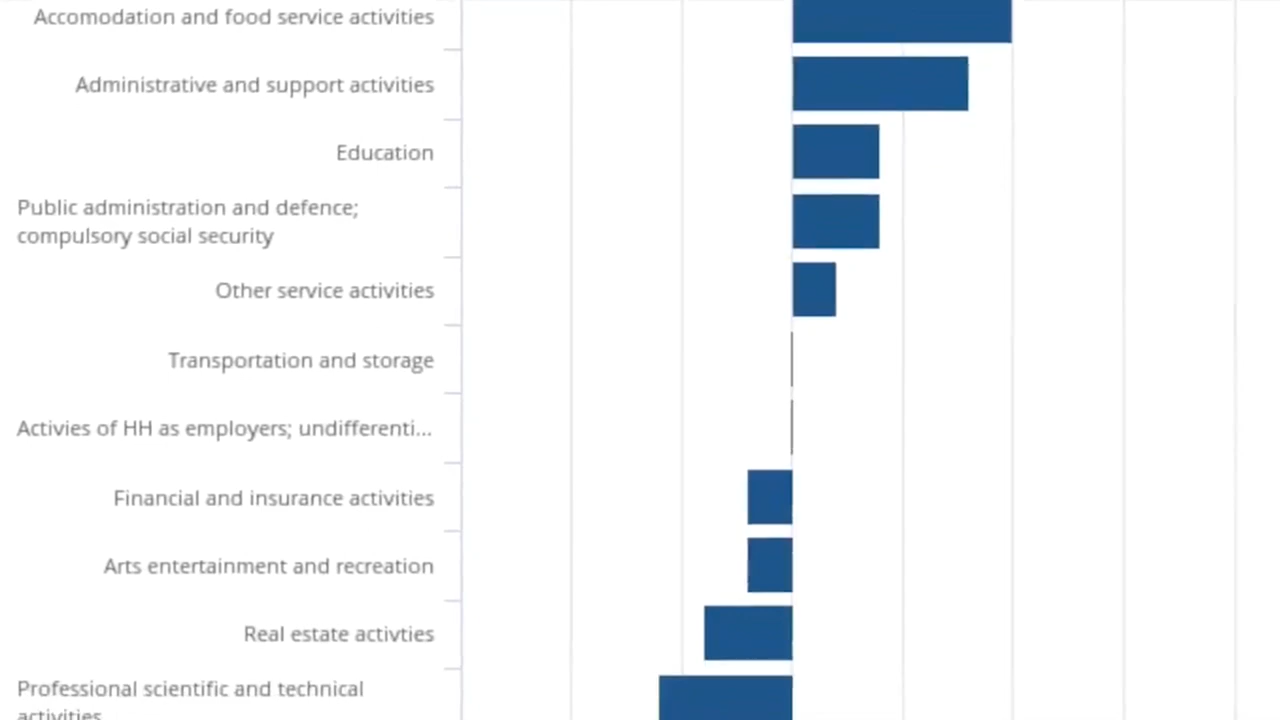 Accomodation and food service activities
Administrative and support activities
Education
Public administration and defence;
compulsory social security
Other service activities
Transportation and storage
Activies of HH as employers; undifferenti...
Financial and insurance activities
Arts entertainment and recreation
Real estate activties
Professional scientific and technical
activities